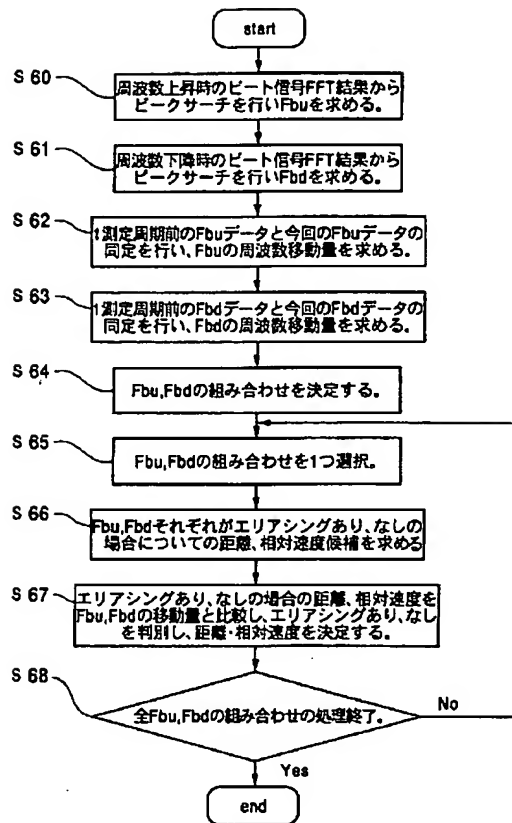 start
S 60
周波数上昇時のビート信号FFT結果から
ピークサーチを行いFbuを求める。
S 61
周波数下降時のビート信号FFT結果から
ピークサーチを行いFbdを求める。
S 62
1測定周期前のFbuデータと今回のFbuデータの
同定を行い、Fbuの周波数移動量を求める。
S 63
1測定周期前のFbdデータと今回のFbdデータの
同定を行い、Fbdの周波数移動量を求める。
S 64
Fbu,Fbdの組み合わせを決定する。
S 65
Fbu,Fbdの組み合わせを1つ選択。
S 66
Fbu,Fbdそれぞれがエリアシングあり、なしの
場合についての距離、相対速度候補を求める
S 67
エリアシングあり、なしの場合の距離、相対速度を
Fbu,Fbdの移動量と比較し、エリアシングあり、なし
を判別し、距離・相対速度を決定する。
S 68
全Fbu,Fbdの組み合わせの処理終了。
No
Yes
end